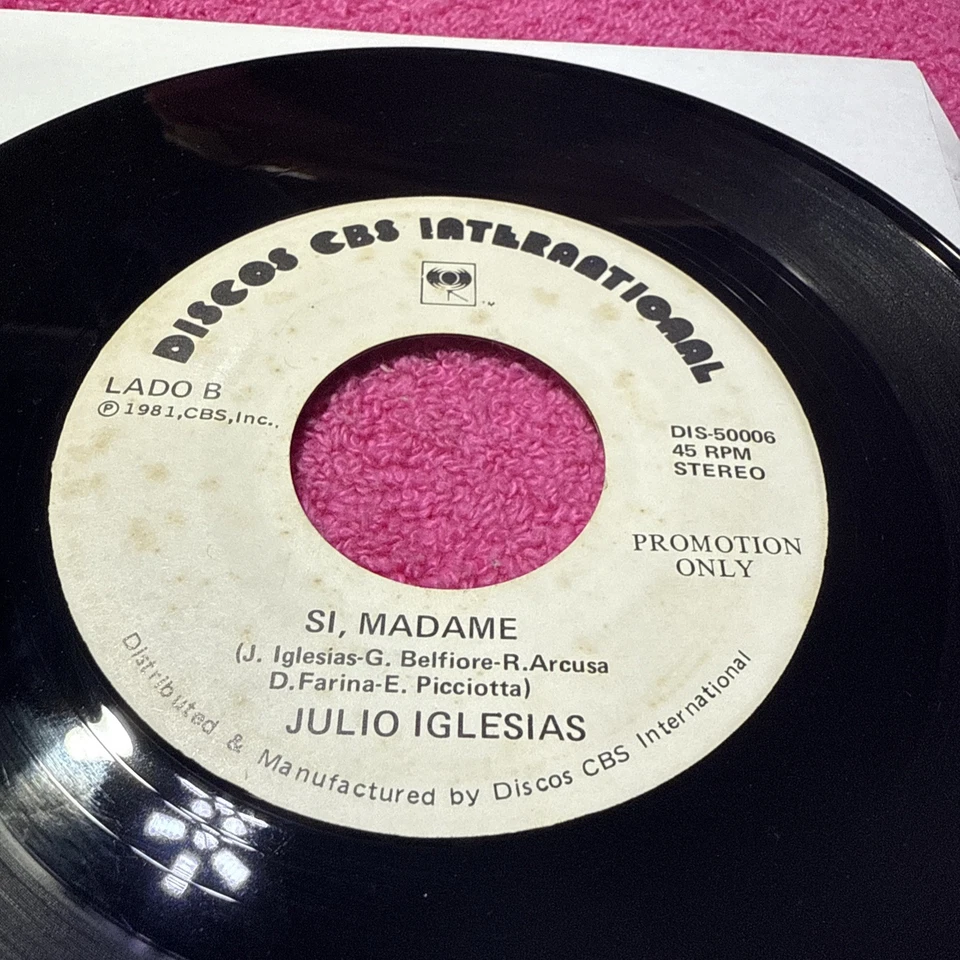 DISCOS CBS INTERNATIONAL
LADO B
Ⓟ 1981,CBS,Inc..
DIS-50006
45 RPM
STEREO
PROMOTION
ONLY
SI, MADAME
(J. Iglesias-G. Belfiore-R.Arcusa
D.Farina-E. Picciotta)
JULIO IGLESIAS
Distributed & Manufactured by Discos CBS International